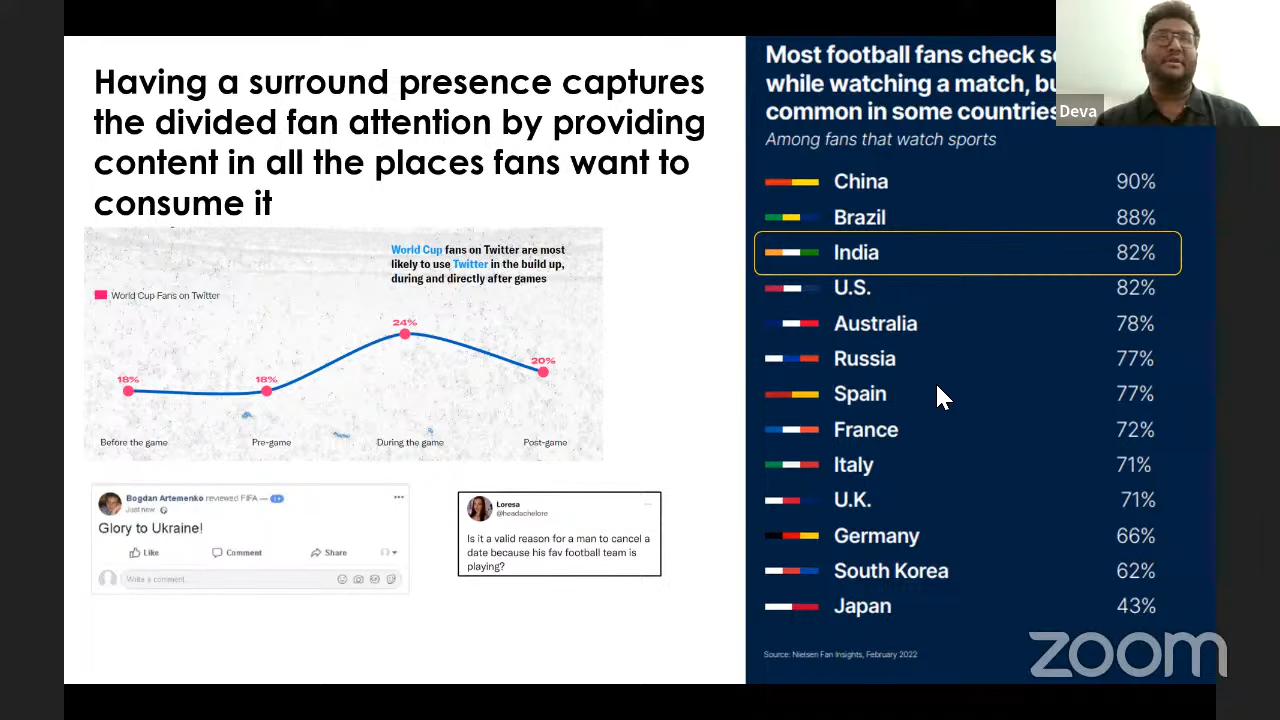 Having a surround presence captures
the divided fan attention by providing
content in all the places fans want to
consume it
World Cup fans on Twitter are most
likely to use Twitter in the build up,
during and directly after games
World Cup Fans on Twitter
18%
18%
24%
20%
Before the game
Pre-game
During the game
Post-game
Bogdan Artemenko reviewed FIFA —
Just now
Glory to Ukraine!
Like
Comment
Share
Write a comment...
Loresa
@headachelore
Is it a valid reason for a man to cancel a
date because his fav football team is
playing?
Most football fans check
while watching a match,
common in some countries
Among fans that watch sports
China 90%
Brazil 88%
India 82%
U.S. 82%
Australia 78%
Russia 77%
Spain 77%
France 72%
Italy 71%
U.K. 71%
Germany 66%
South Korea 62%
Japan 43%
Source: Nielsen Fan Insights, February 2022
Deva
zoom